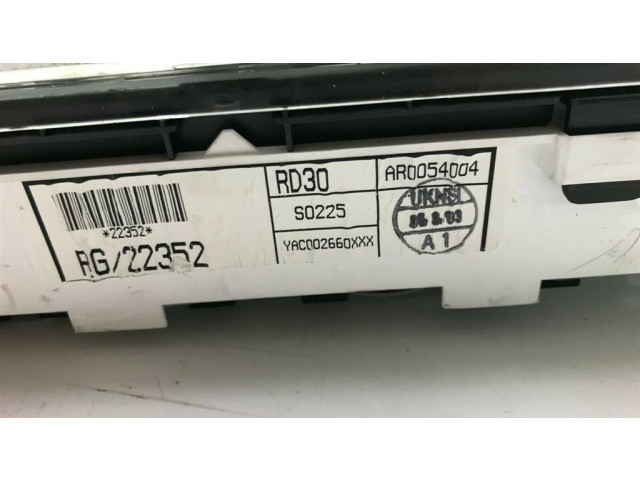 *22352*
RG/22352
RD30
S0225
YAC002660XXX
AR0054004
UKNSI
A1